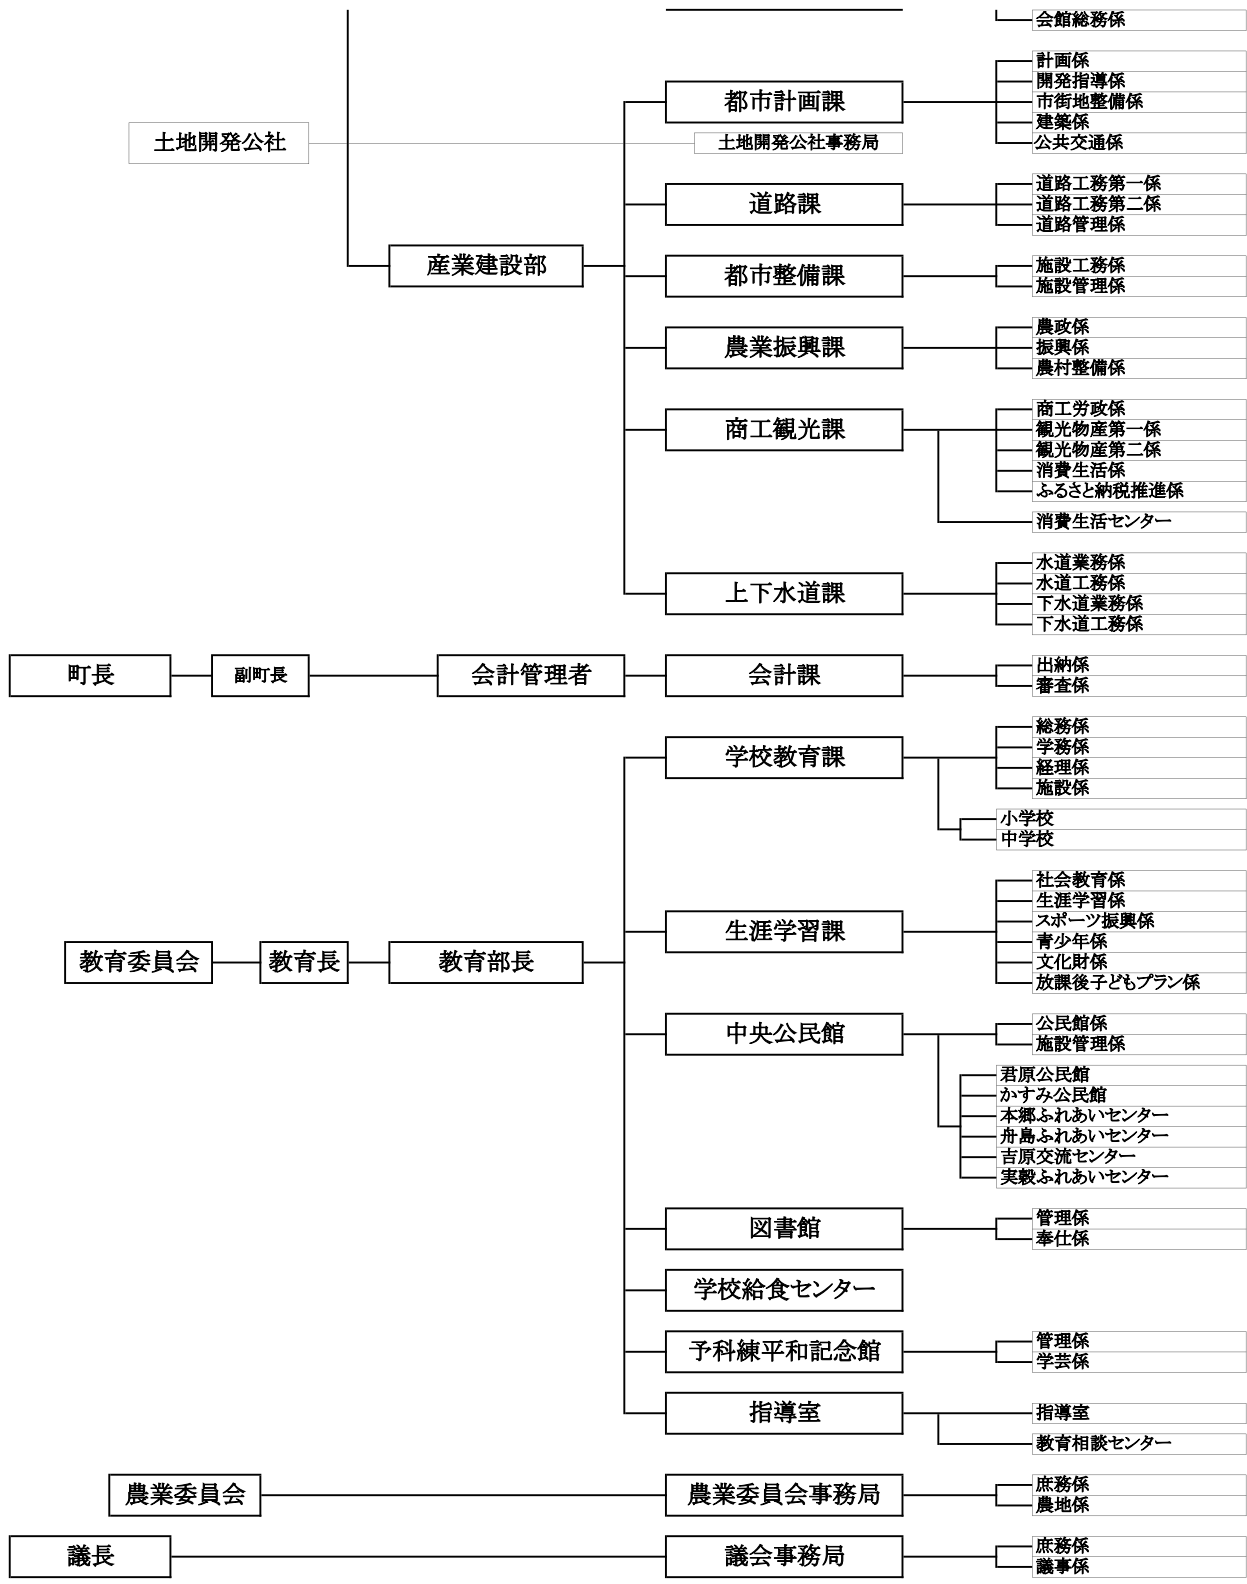 会館総務係
計画係
開発指導係
都市計画課
市街地整備係
建築係
土地開発公社
土地開発公社事務局
公共交通係
道路工務第一係
道路課
道路工務第二係
道路管理係
産業建設部
施設工務係
都市整備課
施設管理係
農政係
農業振興課
振興係
農村整備係
商工労政係
商工観光課
観光物産第一係
観光物産第二係
消費生活係
ふるさと納税推進係
消費生活センター
水道業務係
水道工務係
上下水道課
下水道業務係
下水道工務係
町長
副町長
会計管理者
会計課
出納係
審査係
総務係
学務係
学校教育課
経理係
施設係
小学校
中学校
社会教育係
生涯学習係
スポーツ振興係
生涯学習課
青少年係
文化財係
放課後子どもプラン係
教育委員会
教育長
教育部長
中央公民館
公民館係
施設管理係
君原公民館
かすみ公民館
本郷ふれあいセンター
舟島ふれあいセンター
吉原交流センター
実穀ふれあいセンター
図書館
管理係
奉仕係
学校給食センター
予科練平和記念館
管理係
学芸係
指導室
指導室
教育相談センター
農業委員会
農業委員会事務局
庶務係
農地係
議長
議会事務局
庶務係
議事係